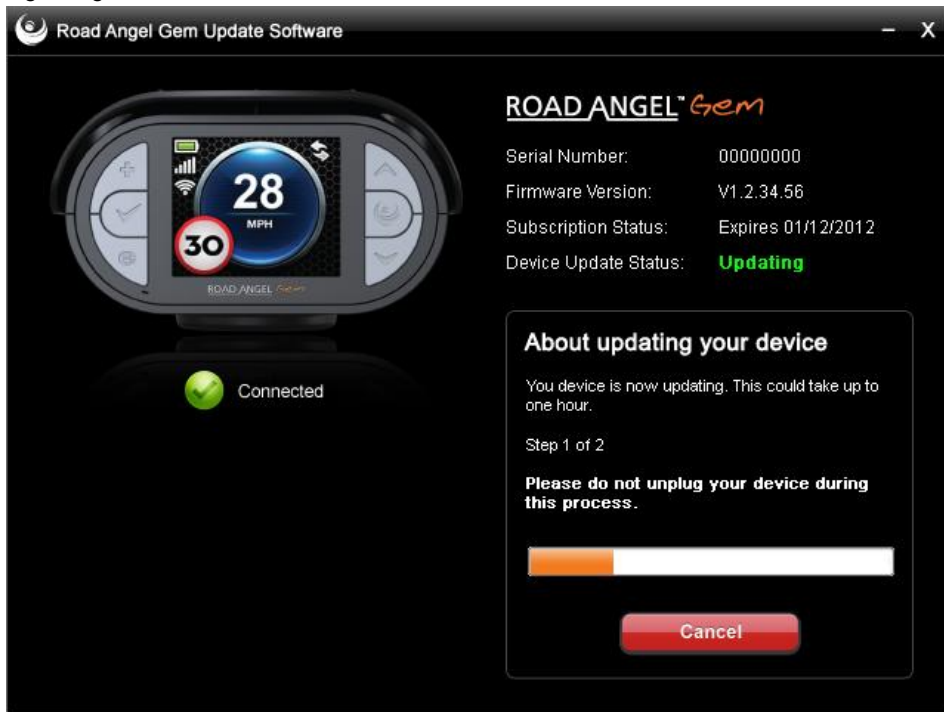 Road Angel Gem Update Software
– X
28
MPH
30
ROAD ANGEL Gem
Connected
ROAD ANGEL™ Gem
Serial Number: 00000000
Firmware Version: V1.2.34.56
Subscription Status: Expires 01/12/2012
Device Update Status: Updating
About updating your device
You device is now updating. This could take up to
one hour.
Step 1 of 2
Please do not unplug your device during
this process.
Cancel